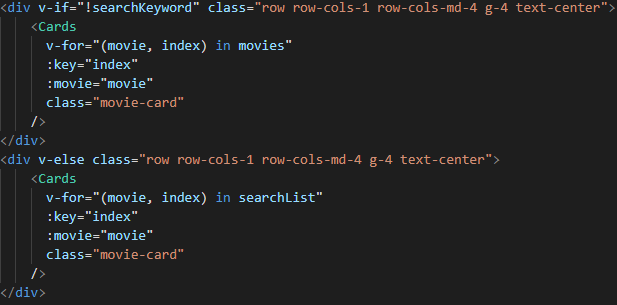 <div v-if="!searchKeyword" class="row row-cols-1 row-cols-md-4 g-4 text-center">
<Cards
v-for="(movie, index) in movies"
:key="index"
:movie="movie"
class="movie-card"
/>
</div>
<div v-else class="row row-cols-1 row-cols-md-4 g-4 text-center">
<Cards
v-for="(movie, index) in searchList"
:key="index"
:movie="movie"
class="movie-card"
/>
</div>